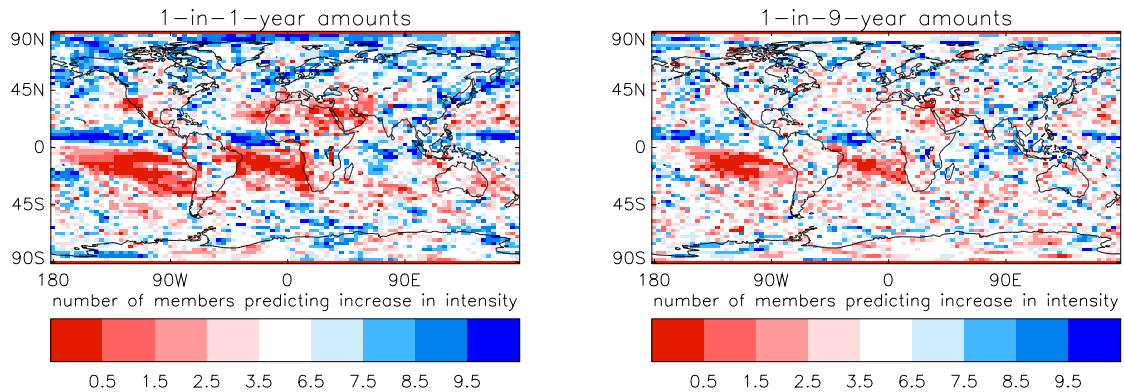 1-in-1-year amounts
90N
45N
0
45S
90S
180 90W 0 90E
number of members predicting increase in intensity
0.5 1.5 2.5 3.5 6.5 7.5 8.5 9.5
1-in-9-year amounts
90N
45N
0
45S
90S
180 90W 0 90E
number of members predicting increase in intensity
0.5 1.5 2.5 3.5 6.5 7.5 8.5 9.5